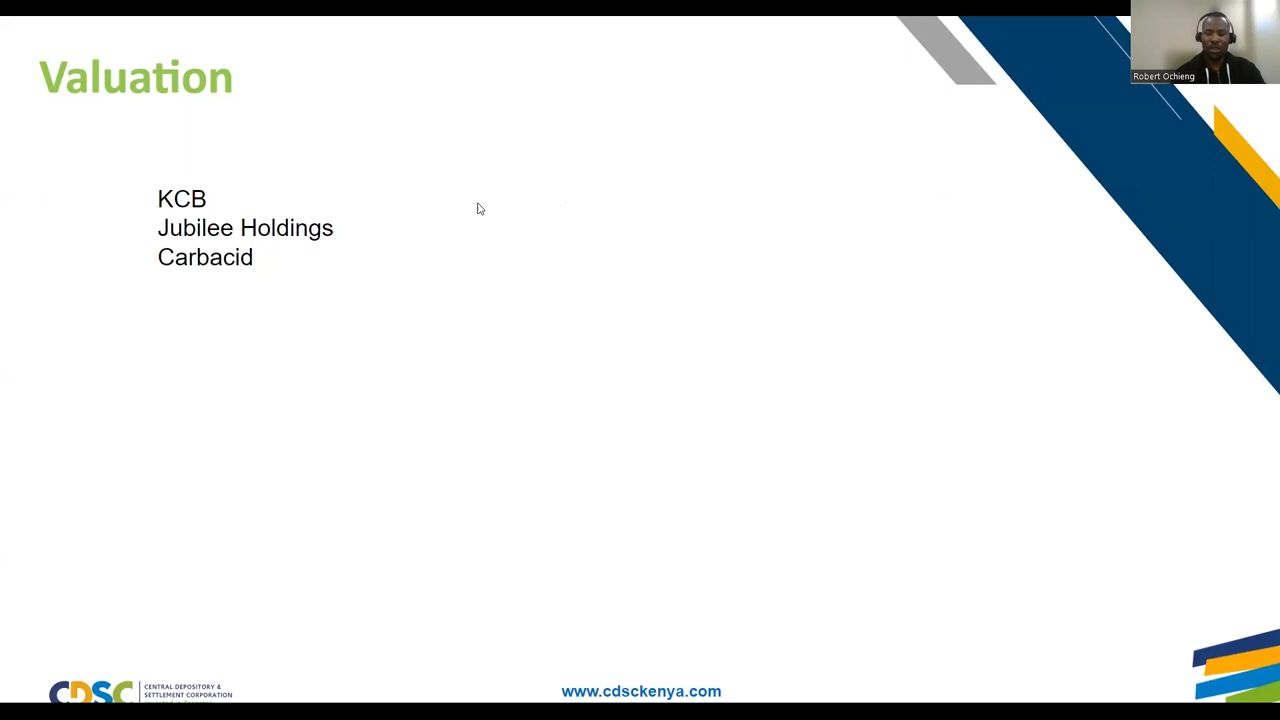 Valuation
Robert Ochieng
KCB
Jubilee Holdings
Carbacid
CDSC
CENTRAL DEPOSITORY &
SETTLEMENT CORPORATION
www.cdsckenya.com